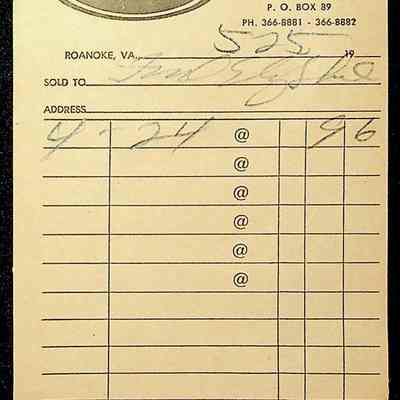 P. O. BOX 89
PH. 366-8881 - 366-8882
ROANOKE, VA. 525 19
SOLD TO
ADDRESS
4 - 24 @ 96
@
@
@
@
@